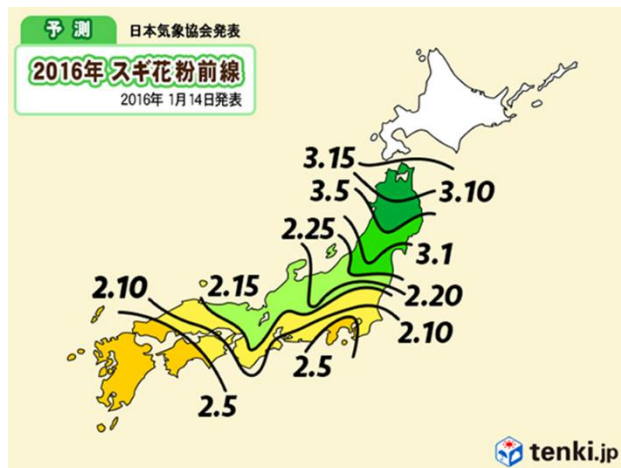 予測
日本気象協会発表
2016年 スギ花粉前線
2016年 1月14日発表
3.15
3.5
3.10
2.25
3.1
2.10
2.15
2.20
2.10
2.5
2.5
tenki.jp